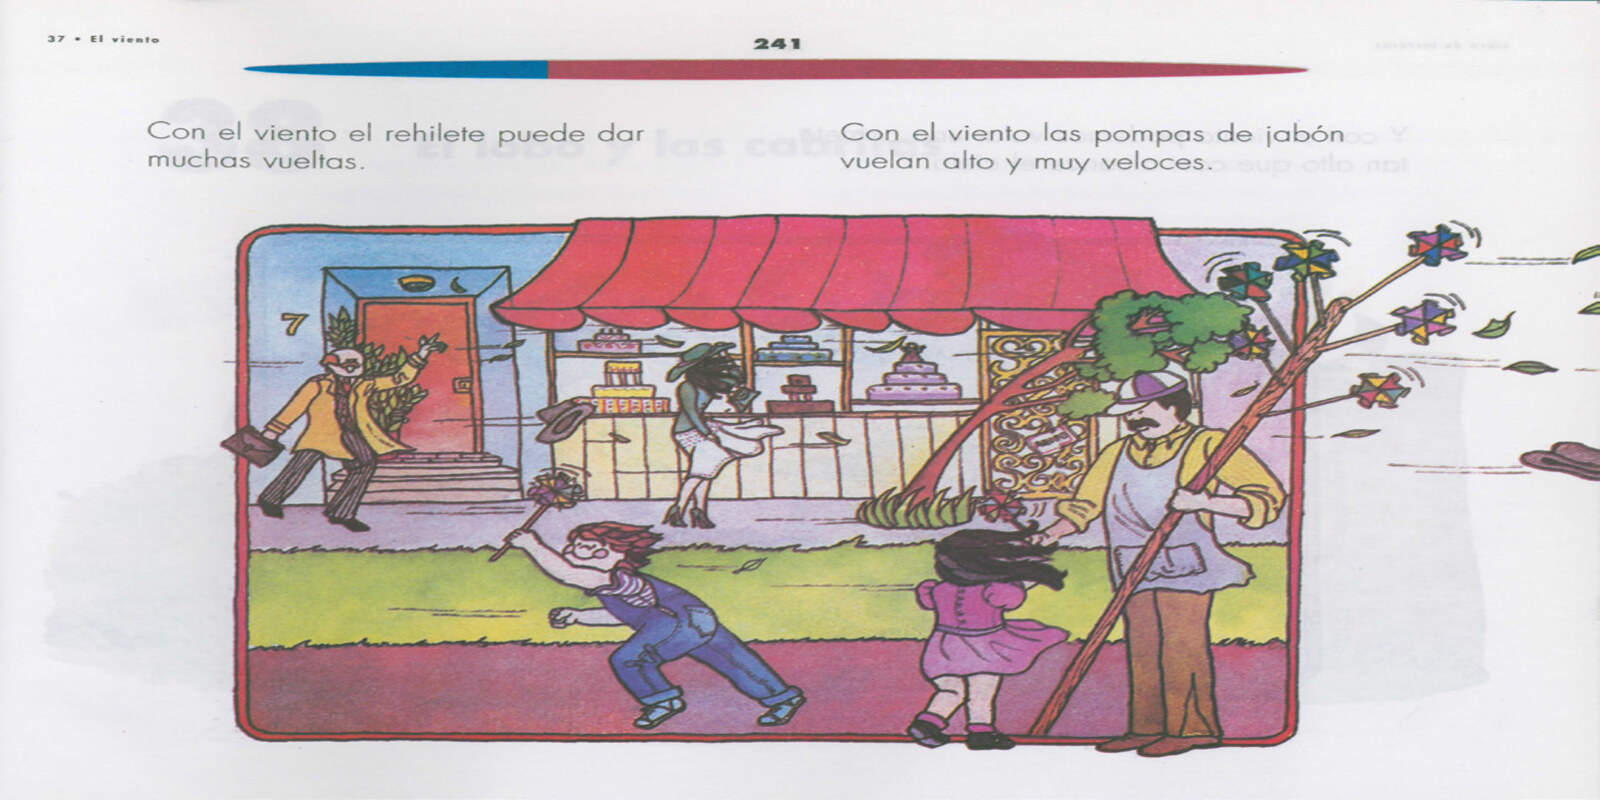 37 • El viento
241
Con el viento el rehilete puede dar
muchas vueltas.
Con el viento las pompas de jabón
vuelan alto y muy veloces.
7